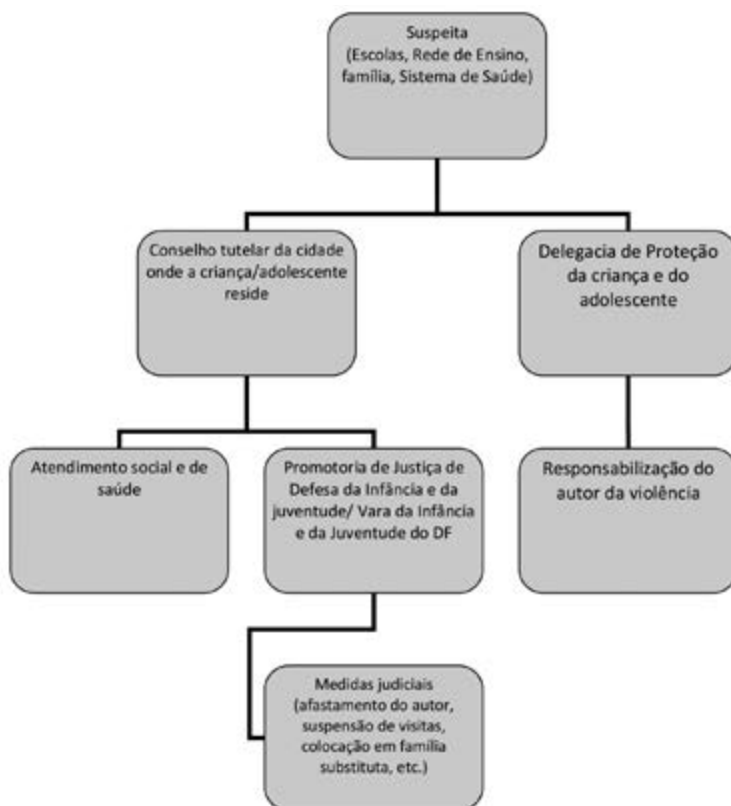 Suspeita
(Escolas, Rede de Ensino,
família, Sistema de Saúde)
Conselho tutelar da cidade
onde a criança/adolescente
reside
Delegacia de Proteção
da criança e do
adolescente
Atendimento social e de
saúde
Promotoria de Justiça de
Defesa da Infância e da
juventude/ Vara da Infância
e da Juventude do DF
Responsabilização do
autor da violência
Medidas judiciais
(afastamento do autor,
suspensão de visitas,
colocação em família
substituta, etc.)